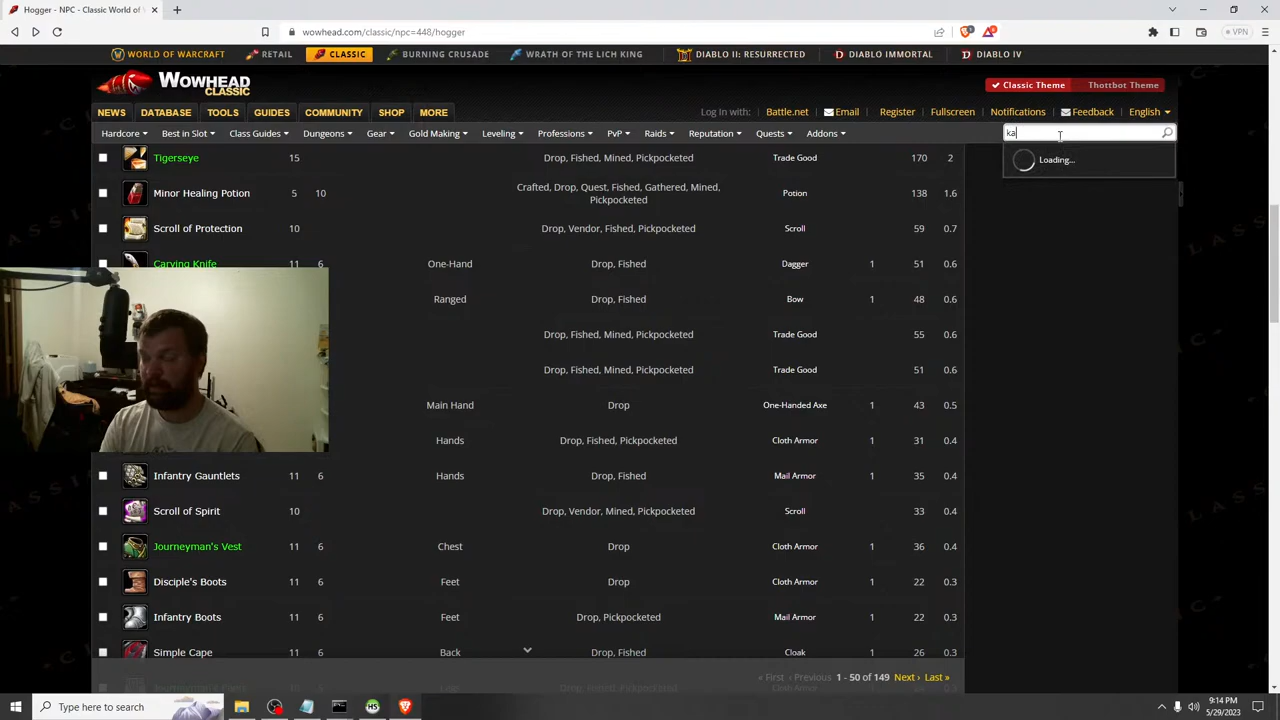 Hogger - NPC - Classic World of
wowhead.com/classic/npc=448/hogger
VPN
WORLD OF WARCRAFT RETAIL CLASSIC BURNING CRUSADE WRATH OF THE LICH KING DIABLO II: RESURRECTED DIABLO IMMORTAL DIABLO IV
WOWHEAD
CLASSIC
Classic Theme Thottbot Theme
NEWS DATABASE TOOLS GUIDES COMMUNITY SHOP MORE Log In with: Battle.net Email Register Fullscreen Notifications Feedback English
Hardcore Best in Slot Class Guides Dungeons Gear Gold Making Leveling Professions PvP Raids Reputation Quests Addons ka
Loading...
Tigerseye 15 Drop, Fished, Mined, Pickpocketed Trade Good 170 2
Minor Healing Potion 5 10 Crafted, Drop, Quest, Fished, Gathered, Mined, Pickpocketed Potion 138 1.6
Scroll of Protection 10 Drop, Vendor, Fished, Pickpocketed Scroll 59 0.7
Carving Knife 11 6 One-Hand Drop, Fished Dagger 1 51 0.6
Ranged Drop, Fished Bow 1 48 0.6
Drop, Fished, Mined, Pickpocketed Trade Good 55 0.6
Drop, Fished, Mined, Pickpocketed Trade Good 51 0.6
Main Hand Drop One-Handed Axe 1 43 0.5
Hands Drop, Fished, Pickpocketed Cloth Armor 1 31 0.4
Infantry Gauntlets 11 6 Hands Drop, Fished Mail Armor 1 35 0.4
Scroll of Spirit 10 Drop, Vendor, Mined, Pickpocketed Scroll 33 0.4
Journeyman's Vest 11 6 Chest Drop Cloth Armor 1 36 0.4
Disciple's Boots 11 6 Feet Drop Cloth Armor 1 22 0.3
Infantry Boots 11 6 Feet Drop, Pickpocketed Mail Armor 1 22 0.3
Simple Cape 11 6 Back Drop, Fished Cloak 1 26 0.3
« First ‹ Previous 1 - 50 of 149 Next › Last »
Type here to search
9:14 PM
5/29/2023